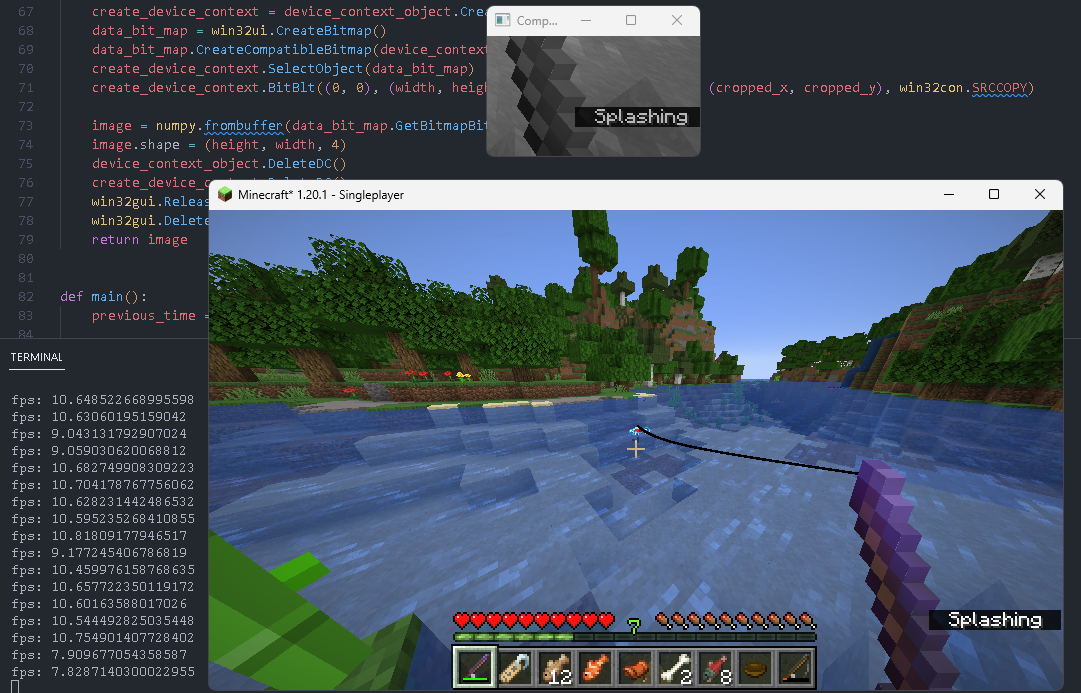 67 create_device_context = device_context_object.Crea
68 data_bit_map = win32ui.CreateBitmap()
69 data_bit_map.CreateCompatibleBitmap(device_context
70 create_device_context.SelectObject(data_bit_map)
71 create_device_context.BitBlt((0, 0), (width, heigh (cropped_x, cropped_y), win32con.SRCCOPY)
72
73 image = numpy.frombuffer(data_bit_map.GetBitmapBit
74 image.shape = (height, width, 4)
75 device_context_object.DeleteDC()
76 create_device_context.DeleteDC()
77 win32gui.Releas
78 win32gui.Delete
79 return image
80
81
82 def main():
83 previous_time =
84
Comp...
Splashing
TERMINAL
fps: 10.648522668995598
fps: 10.63060195159042
fps: 9.043131792907024
fps: 9.059030620068812
fps: 10.682749908309223
fps: 10.704178767756062
fps: 10.628231442486532
fps: 10.595235268410855
fps: 10.81809177946517
fps: 9.177245406786819
fps: 10.459976158768635
fps: 10.657722350119172
fps: 10.60163588017026
fps: 10.544492825035448
fps: 10.754901407728402
fps: 7.909677054358587
fps: 7.8287140300022955
Minecraft* 1.20.1 - Singleplayer
Splashing
7
12 2 8